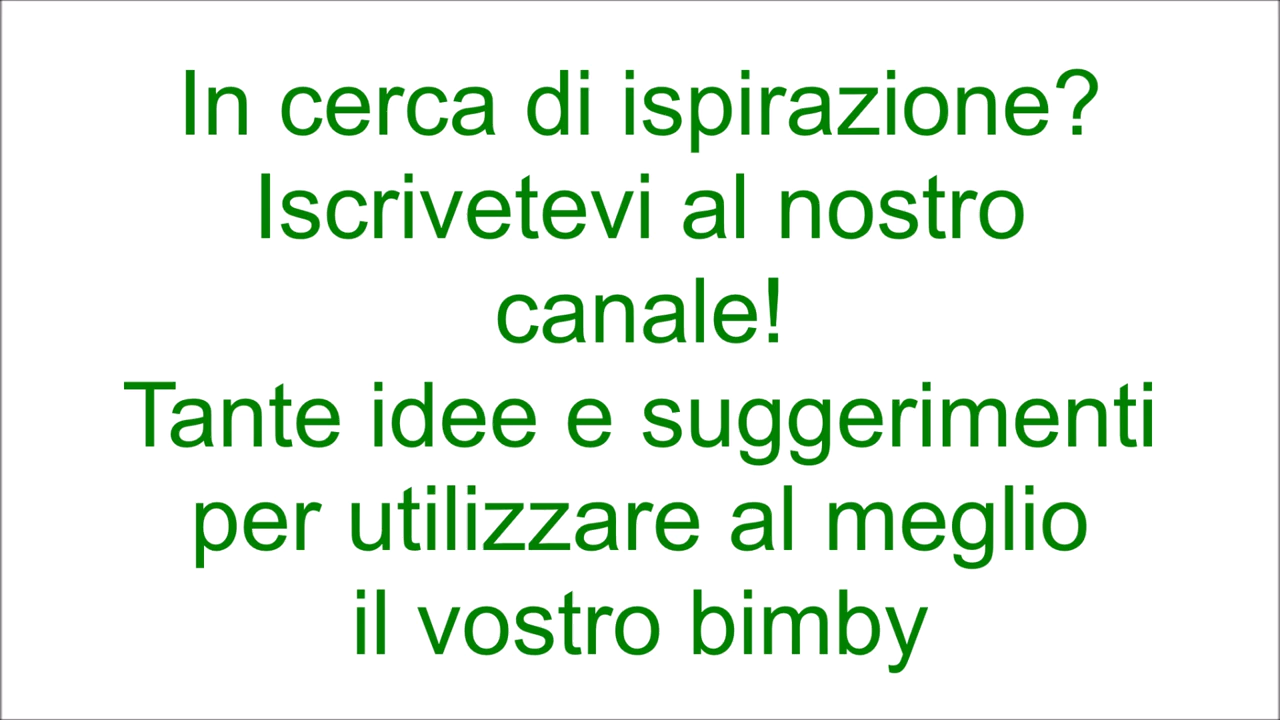 In cerca di ispirazione?
Iscrivetevi al nostro
canale!
Tante idee e suggerimenti
per utilizzare al meglio
il vostro bimby